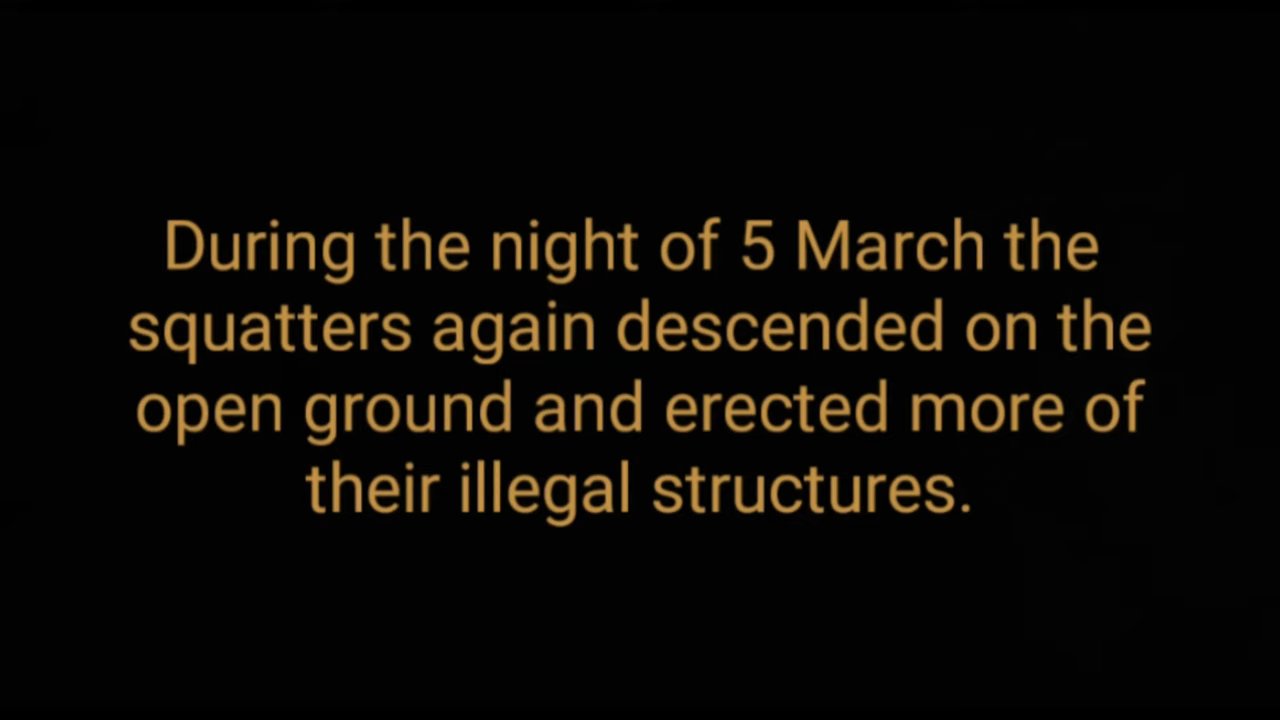 During the night of 5 March the
squatters again descended on the
open ground and erected more of
their illegal structures.